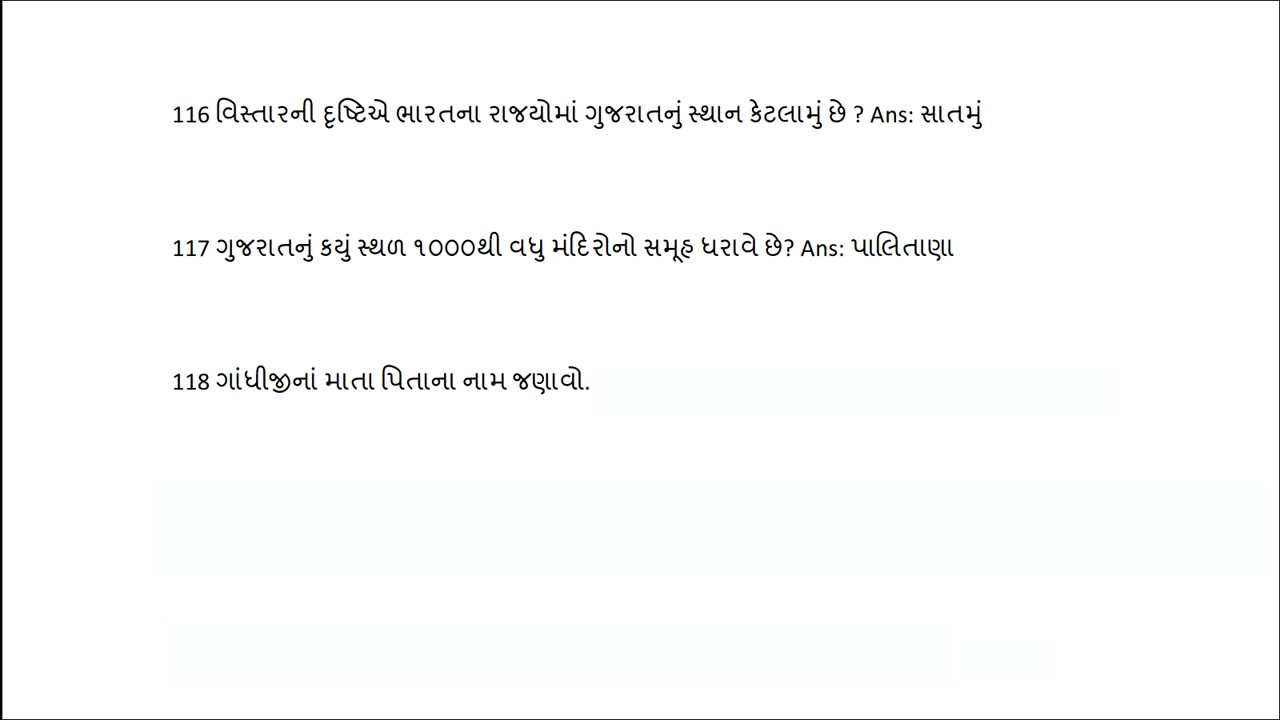 116 વિસ્તારની દૃષ્ટિએ ભારતના રાજયોમાં ગુજરાતનું સ્થાન કેટલામું છે ? Ans: સાતમું
117 ગુજરાતનું કયું સ્થળ ૧૦૦૦થી વધુ મંદિરોનો સમૂહ ધરાવે છે? Ans: પાલિતાણા
118 ગાંધીજીનાં માતા પિતાના નામ જણાવો.